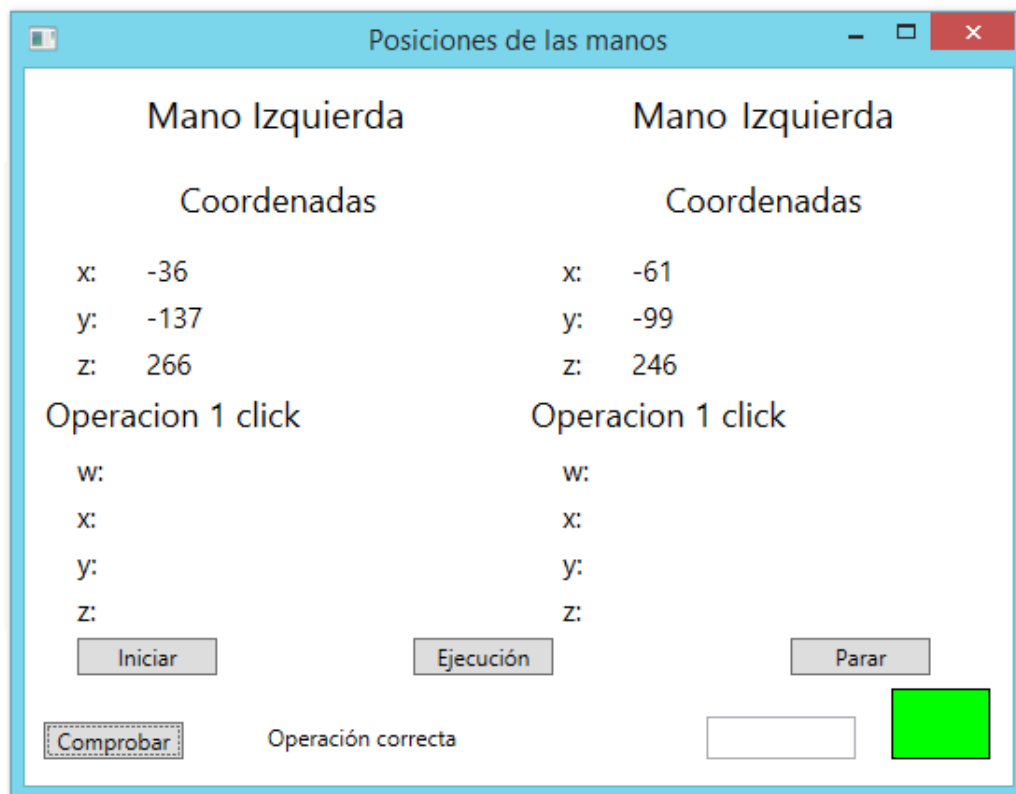 Posiciones de las manos
Mano Izquierda Mano Izquierda
Coordenadas Coordenadas
x: -36 x: -61
y: -137 y: -99
z: 266 z: 246
Operacion 1 click Operacion 1 click
w: w:
x: x:
y: y:
z: z:
Iniciar Ejecución Parar
Comprobar Operación correcta